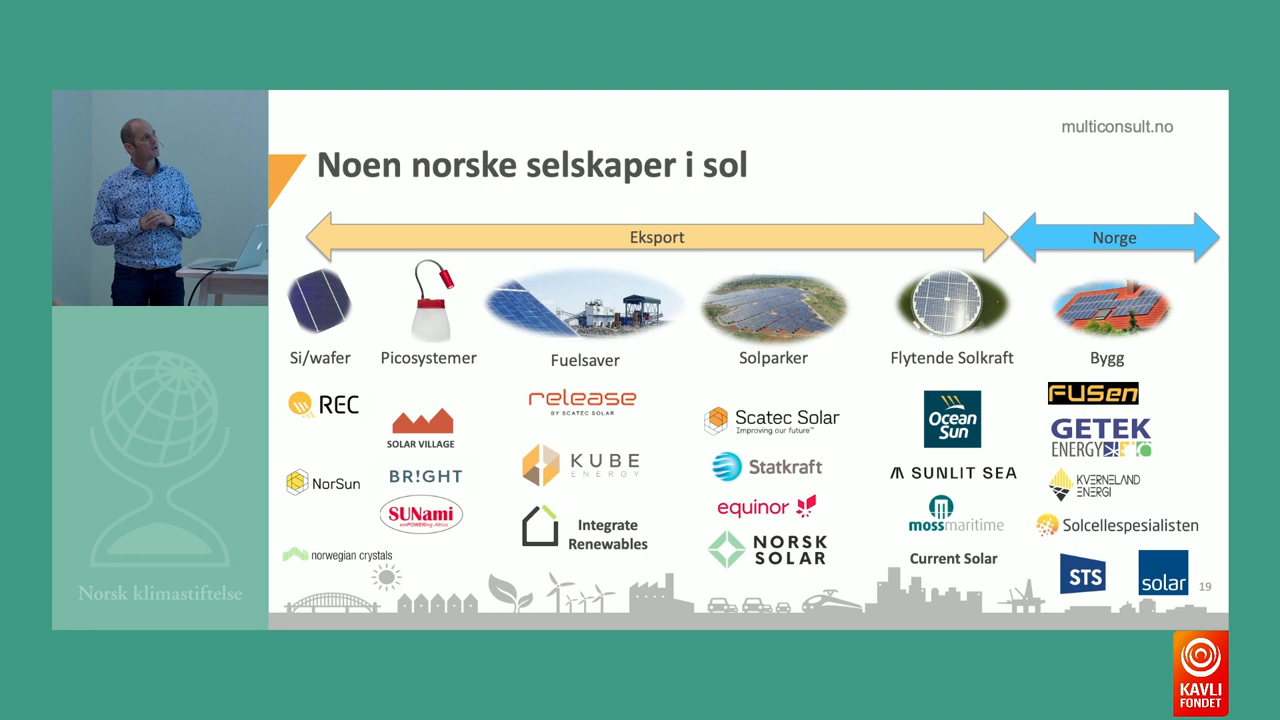 multiconsult.no
Noen norske selskaper i sol
Eksport
Norge
Si/wafer
Picosystemer
Fuelsaver
Solparker
Flytende Solkraft
Bygg
REC
NorSun
norwegian crystals
SOLAR VILLAGE
BR!GHT
SUNami
emPOWERing Africa
release
BY SCATEC SOLAR
KUBE
ENERGY
Integrate
Renewables
Scatec Solar
Improving our future™
Statkraft
equinor
NORSK
SOLAR
Ocean
Sun
SUNLIT SEA
mossmaritime
Current Solar
FUSen
GETEK
ENERGY
KVERNELAND
ENERGI
Solcellespesialisten
STS
solar
19
Norsk klimastiftelse
KAVLI
FONDET